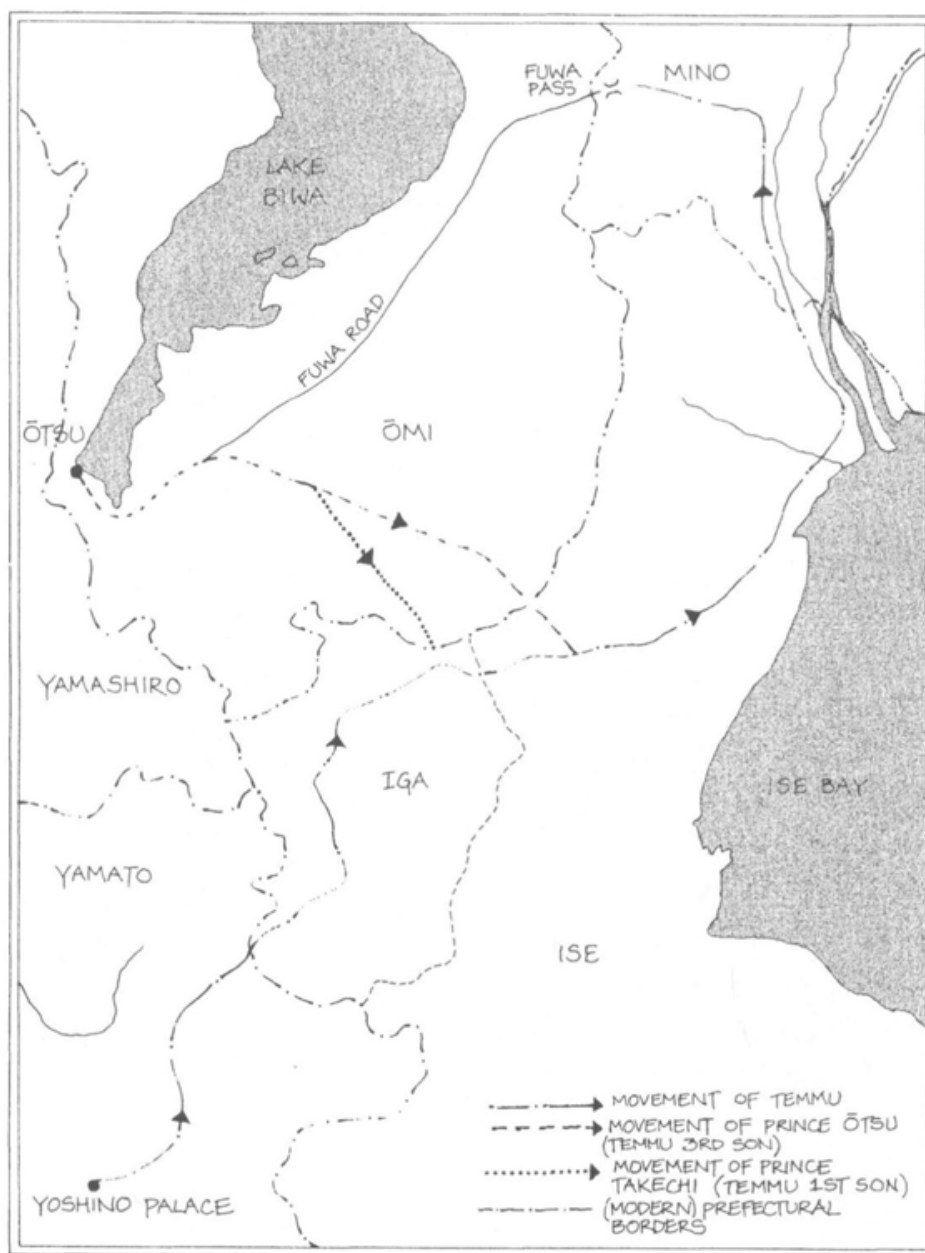 FUWA
PASS
MINO
LAKE
BIWA
FUWA ROAD
ŌTSU
ŌMI
YAMASHIRO
IGA
ISE BAY
YAMATO
ISE
YOSHINO PALACE
MOVEMENT OF TEMMU
MOVEMENT OF PRINCE ŌTSU
(TEMMU 3RD SON)
MOVEMENT OF PRINCE
TAKECHI (TEMMU 1ST SON)
(MODERN) PREFECTURAL
BORDERS